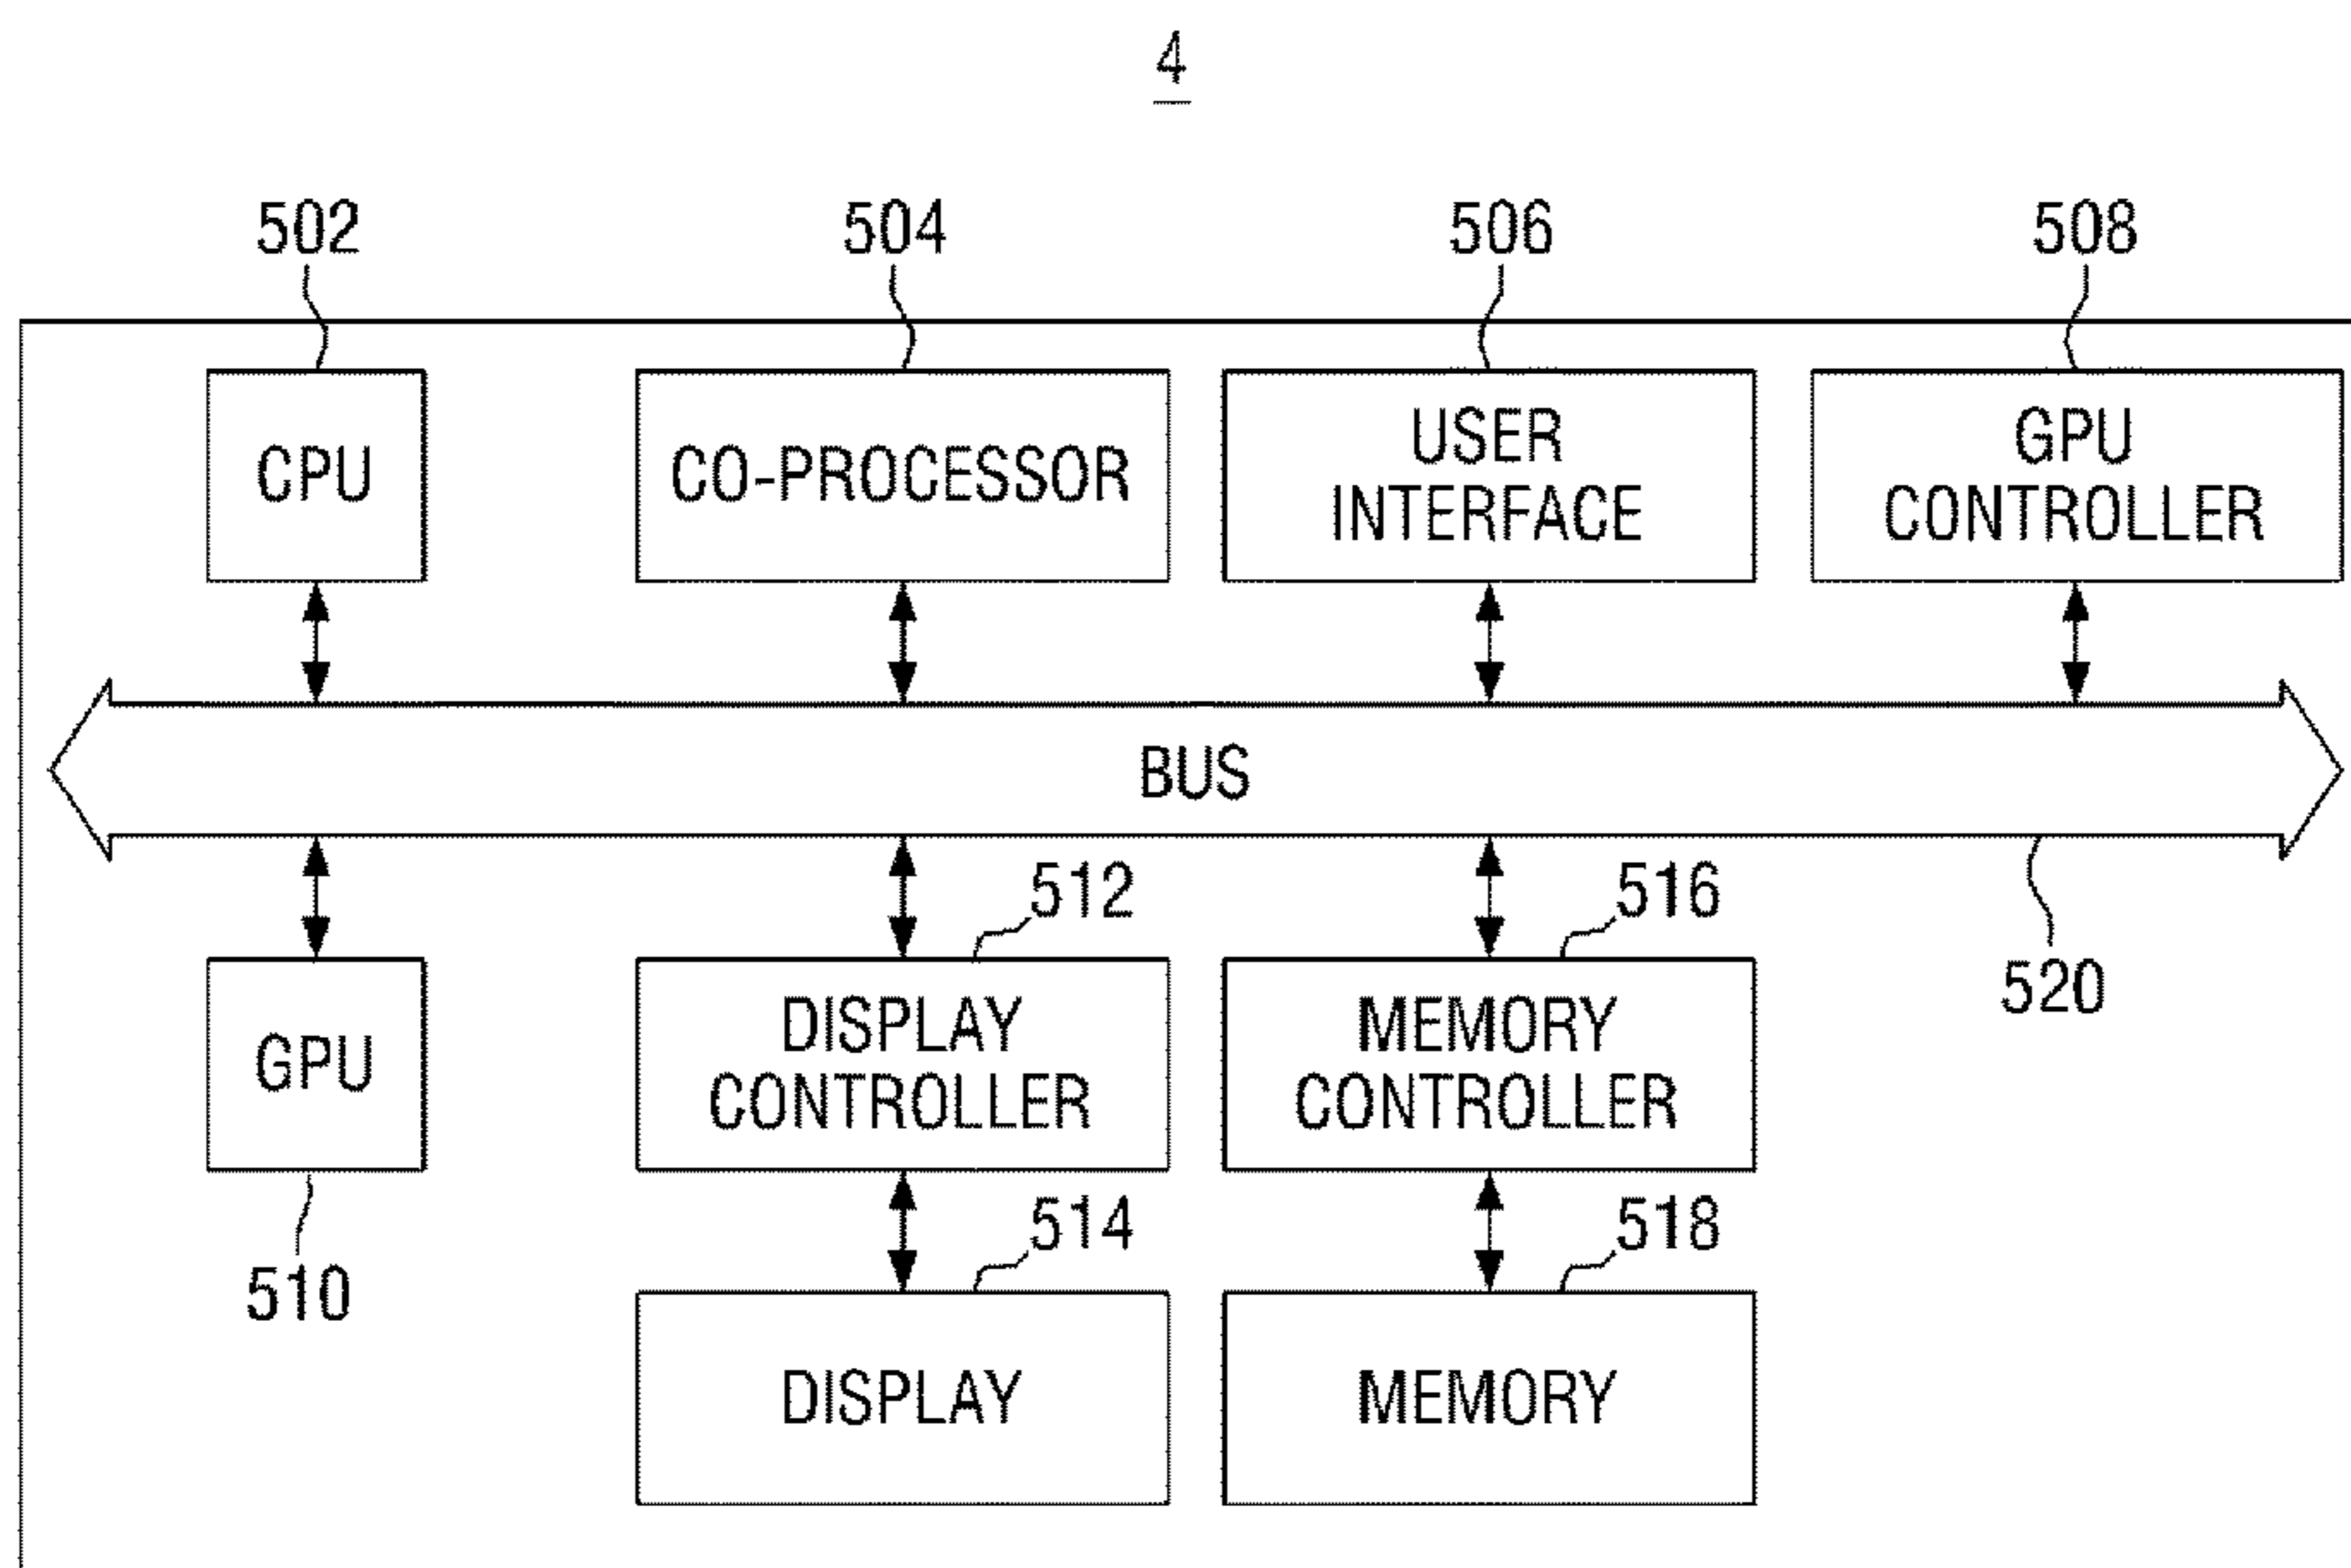 4
502
504
506
508
CPU
CO-PROCESSOR
USER
INTERFACE
GPU
CONTROLLER
BUS
512
516
520
GPU
DISPLAY
CONTROLLER
MEMORY
CONTROLLER
510
514
518
DISPLAY
MEMORY